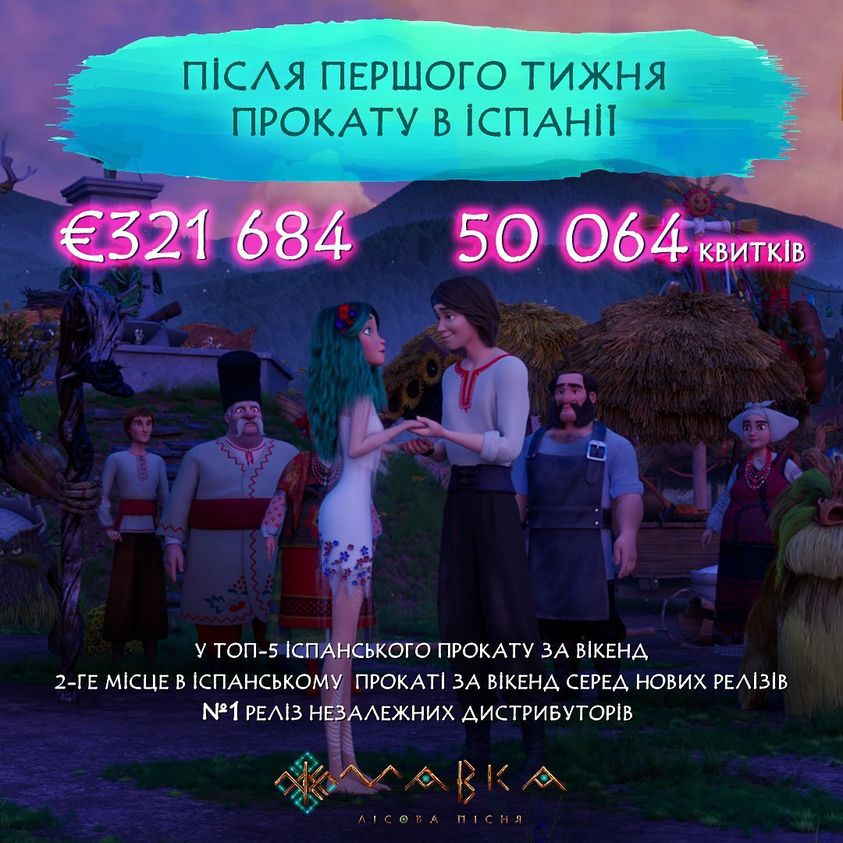 ПІСЛЯ ПЕРШОГО ТИЖНЯ
ПРОКАТУ В ІСПАНІЇ
€321 684
50 064 КВИТКІВ
У ТОП-5 ІСПАНСЬКОГО ПРОКАТУ ЗА ВІКЕНД
2-ГЕ МІСЦЕ В ІСПАНСЬКОМУ ПРОКАТІ ЗА ВІКЕНД СЕРЕД НОВИХ РЕЛІЗІВ
№1 РЕЛІЗ НЕЗАЛЕЖНИХ ДИСТРИБУТОРІВ
МАВКА
ЛІСОВА ПІСНЯ